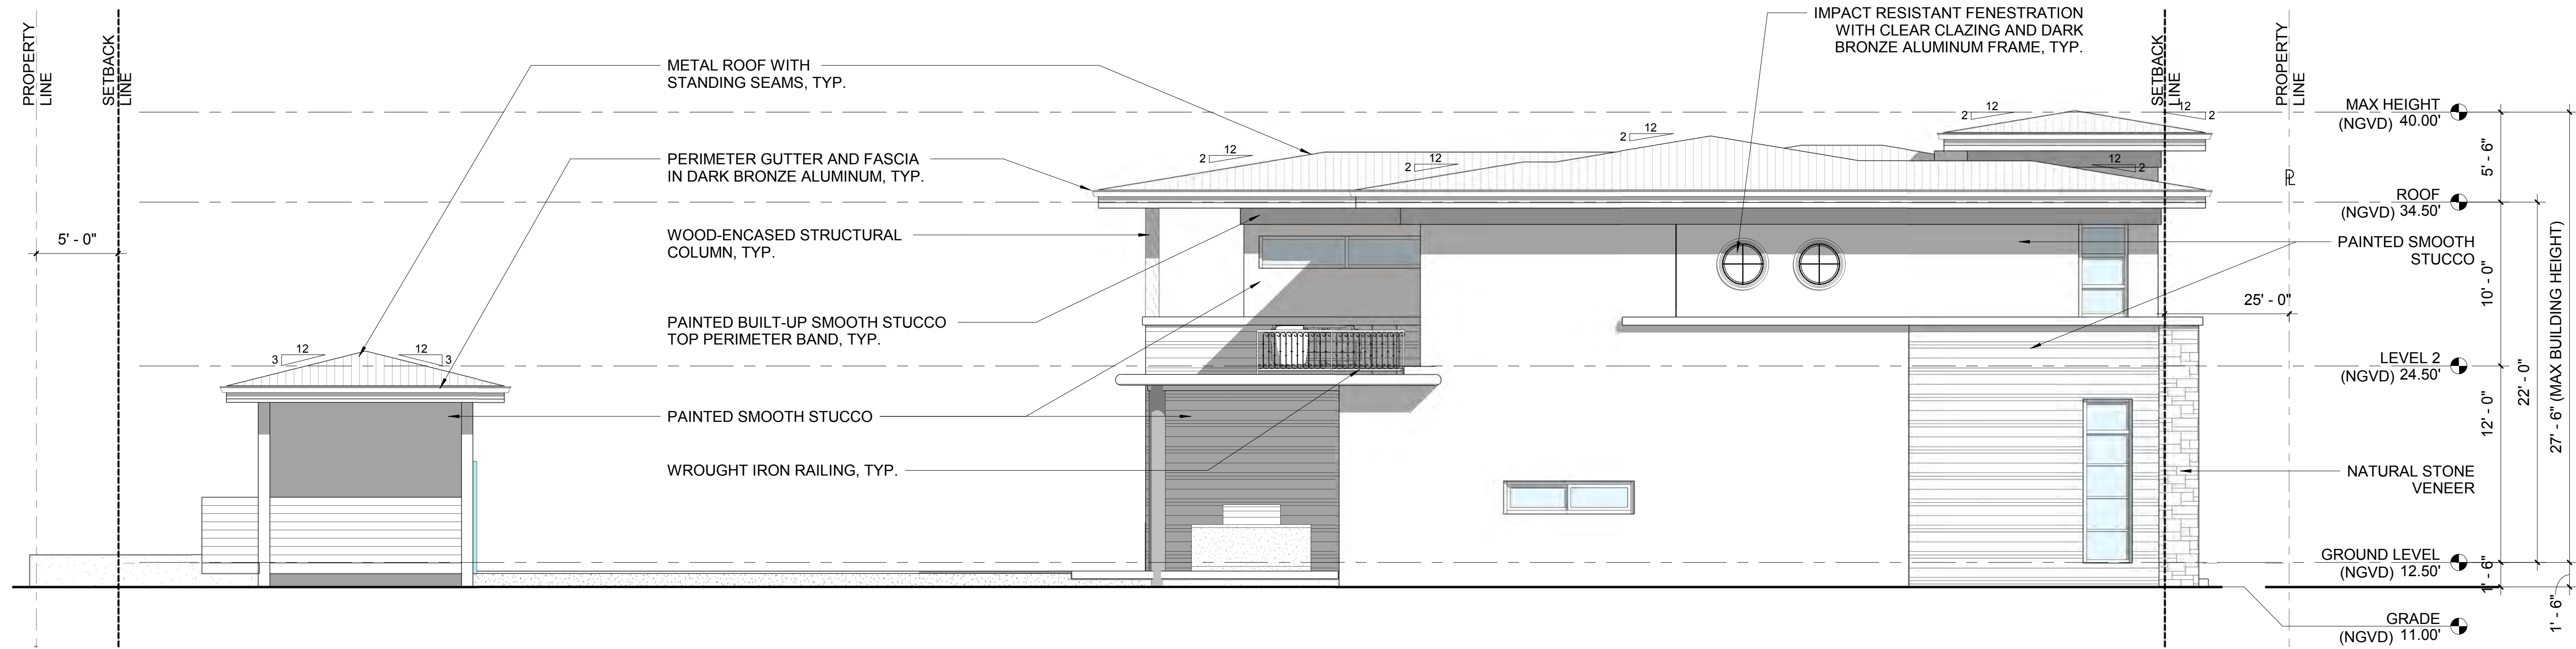 PROPERTY
LINE
SETBACK
LINE
METAL ROOF WITH
STANDING SEAMS, TYP.
PERIMETER GUTTER AND FASCIA
IN DARK BRONZE ALUMINUM, TYP.
WOOD-ENCASED STRUCTURAL
COLUMN, TYP.
PAINTED BUILT-UP SMOOTH STUCCO
TOP PERIMETER BAND, TYP.
PAINTED SMOOTH STUCCO
WROUGHT IRON RAILING, TYP.
5' - 0"
12
3
12
3
IMPACT RESISTANT FENESTRATION
WITH CLEAR CLAZING AND DARK
BRONZE ALUMINUM FRAME, TYP.
12
2
12
2
12
2
12
2
12
2
12
2
SETBACK
LINE
PROPERTY
LINE
PL
25' - 0"
MAX HEIGHT
(NGVD) 40.00'
ROOF
(NGVD) 34.50'
PAINTED SMOOTH
STUCCO
LEVEL 2
(NGVD) 24.50'
NATURAL STONE
VENEER
GROUND LEVEL
(NGVD) 12.50'
GRADE
(NGVD) 11.00'
5' - 6"
10' - 0"
12' - 0"
1' - 6"
22' - 0"
27' - 6" (MAX BUILDING HEIGHT)
1' - 6"